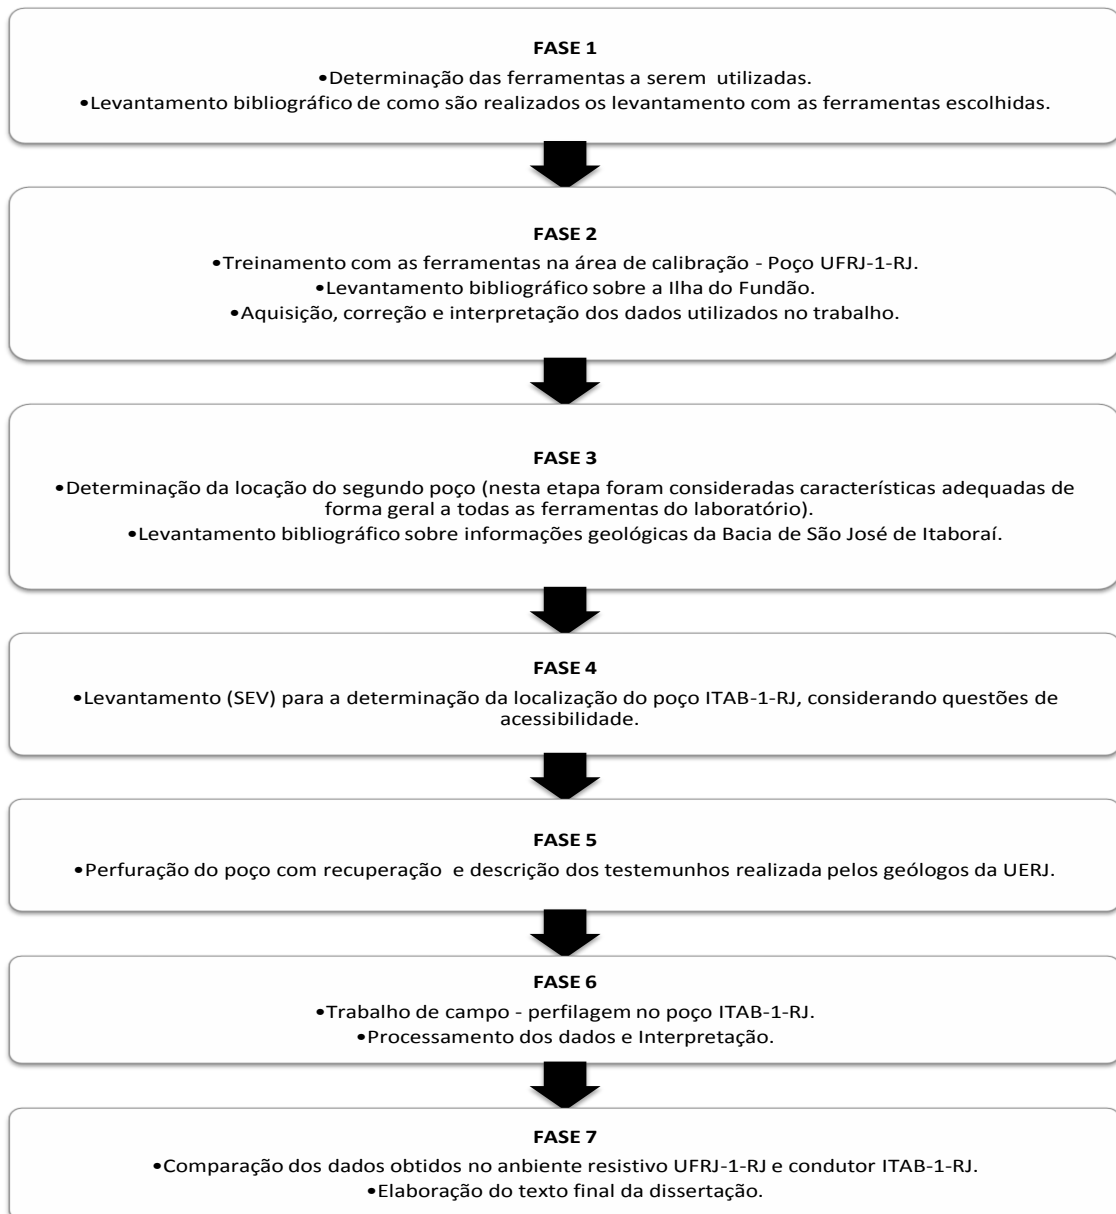 FASE 1
•Determinação das ferramentas a serem utilizadas.
•Levantamento bibliográfico de como são realizados os levantamento com as ferramentas escolhidas.
FASE 2
•Treinamento com as ferramentas na área de calibração - Poço UFRJ-1-RJ.
•Levantamento bibliográfico sobre a Ilha do Fundão.
•Aquisição, correção e interpretação dos dados utilizados no trabalho.
FASE 3
•Determinação da locação do segundo poço (nesta etapa foram consideradas características adequadas de
forma geral a todas as ferramentas do laboratório).
•Levantamento bibliográfico sobre informações geológicas da Bacia de São José de Itaboraí.
FASE 4
•Levantamento (SEV) para a determinação da localização do poço ITAB-1-RJ, considerando questões de
acessibilidade.
FASE 5
•Perfuração do poço com recuperação e descrição dos testemunhos realizada pelos geólogos da UERJ.
FASE 6
•Trabalho de campo - perfilagem no poço ITAB-1-RJ.
•Processamento dos dados e Interpretação.
FASE 7
•Comparação dos dados obtidos no anbiente resistivo UFRJ-1-RJ e condutor ITAB-1-RJ.
•Elaboração do texto final da dissertação.